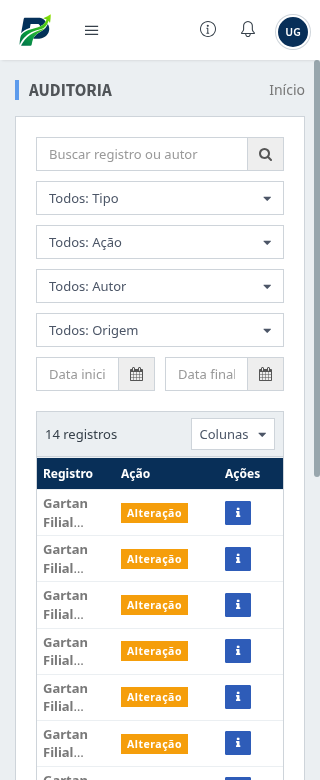 UG
AUDITORIA
Início
Buscar registro ou autor
Todos: Tipo
Todos: Ação
Todos: Autor
Todos: Origem
Data inici
Data final
14 registros
Colunas
Registro Ação Ações
Gartan
Filial...
Alteração
Gartan
Filial...
Alteração
Gartan
Filial...
Alteração
Gartan
Filial...
Alteração
Gartan
Filial...
Alteração
Gartan
Filial...
Alteração
Gartan